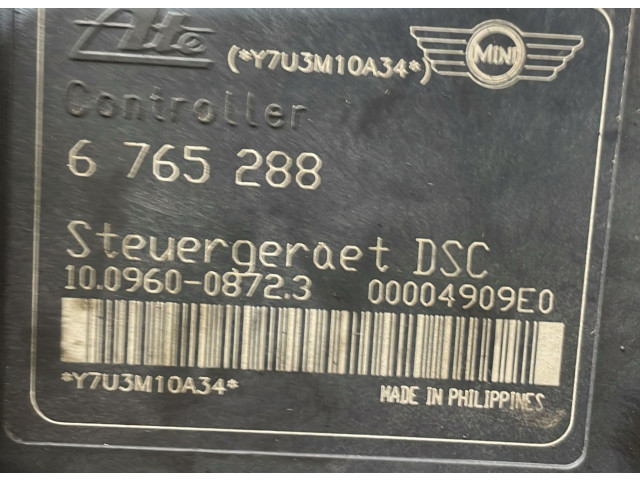 Ate (*Y7U3M10A34*) MINI
Controller
6 765 288
Steuergeraet DSC
10.0960-0872.3 00004909E0
*Y7U3M10A34* MADE IN PHILIPPINES